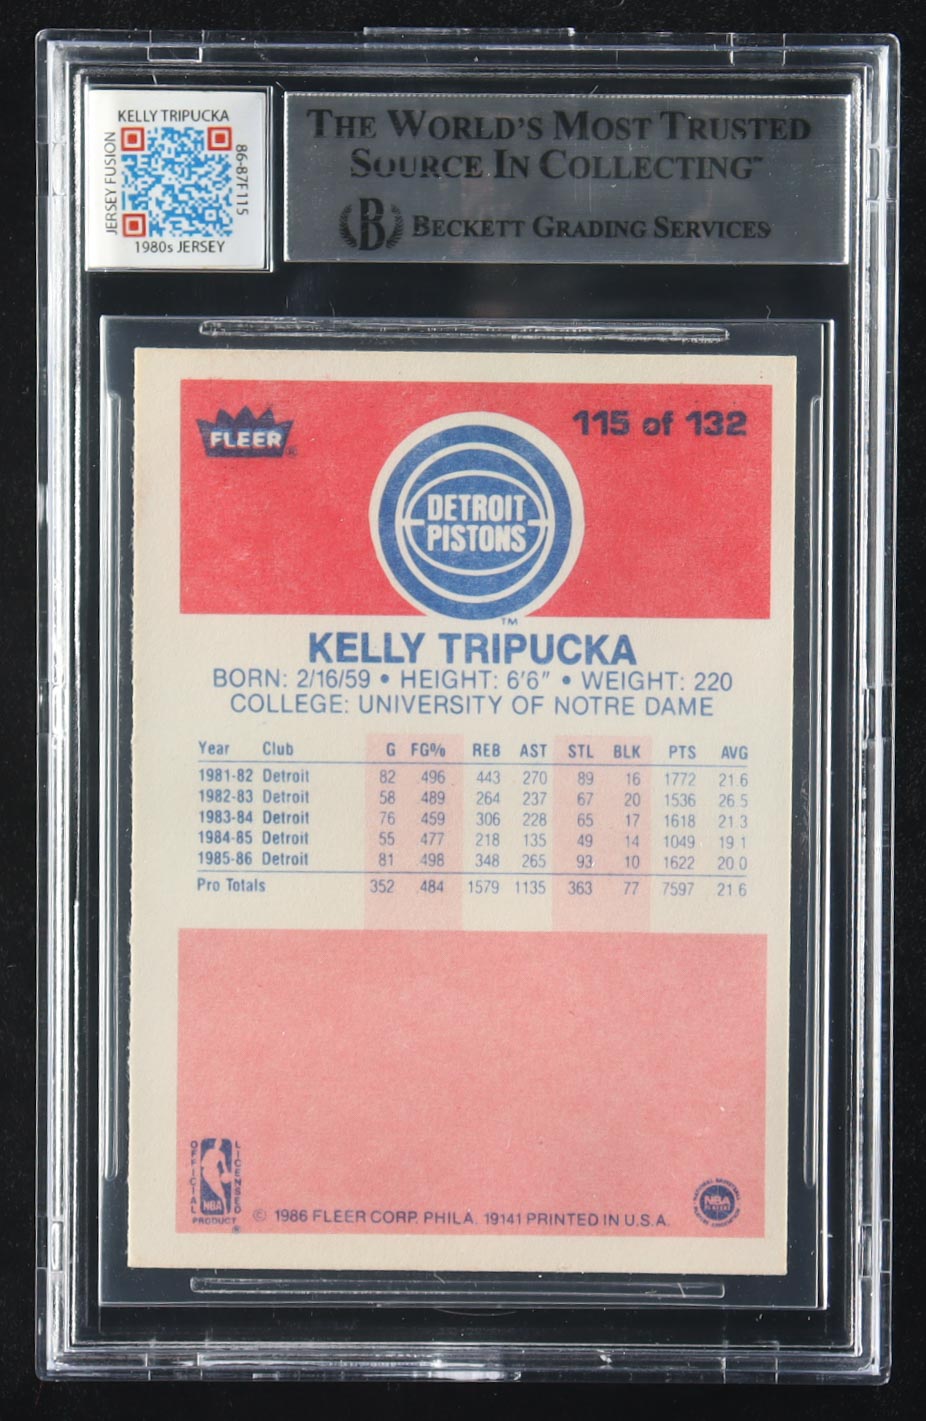 KELLY TRIPUCKA
JERSEY FUSION
86-87F115
1980s JERSEY
THE WORLD'S MOST TRUSTED
SOURCE IN COLLECTING™
B BECKETT GRADING SERVICES
FLEER®
115 of 132
DETROIT
PISTONS
TM
KELLY TRIPUCKA
BORN: 2/16/59 • HEIGHT: 6'6" • WEIGHT: 220
COLLEGE: UNIVERSITY OF NOTRE DAME
Year Club G FG% REB AST STL BLK PTS AVG
1981-82 Detroit 82 .496 443 270 89 16 1772 21.6
1982-83 Detroit 58 .489 264 237 67 20 1536 26.5
1983-84 Detroit 76 .459 306 228 65 17 1618 21.3
1984-85 Detroit 55 .477 218 135 49 14 1049 19.1
1985-86 Detroit 81 .498 348 265 93 10 1622 20.0
Pro Totals 352 .484 1579 1135 363 77 7597 21.6
OFFICIAL
LICENSED
NBA
PRODUCT®
© 1986 FLEER CORP. PHILA. 19141 PRINTED IN U.S.A.
NBA